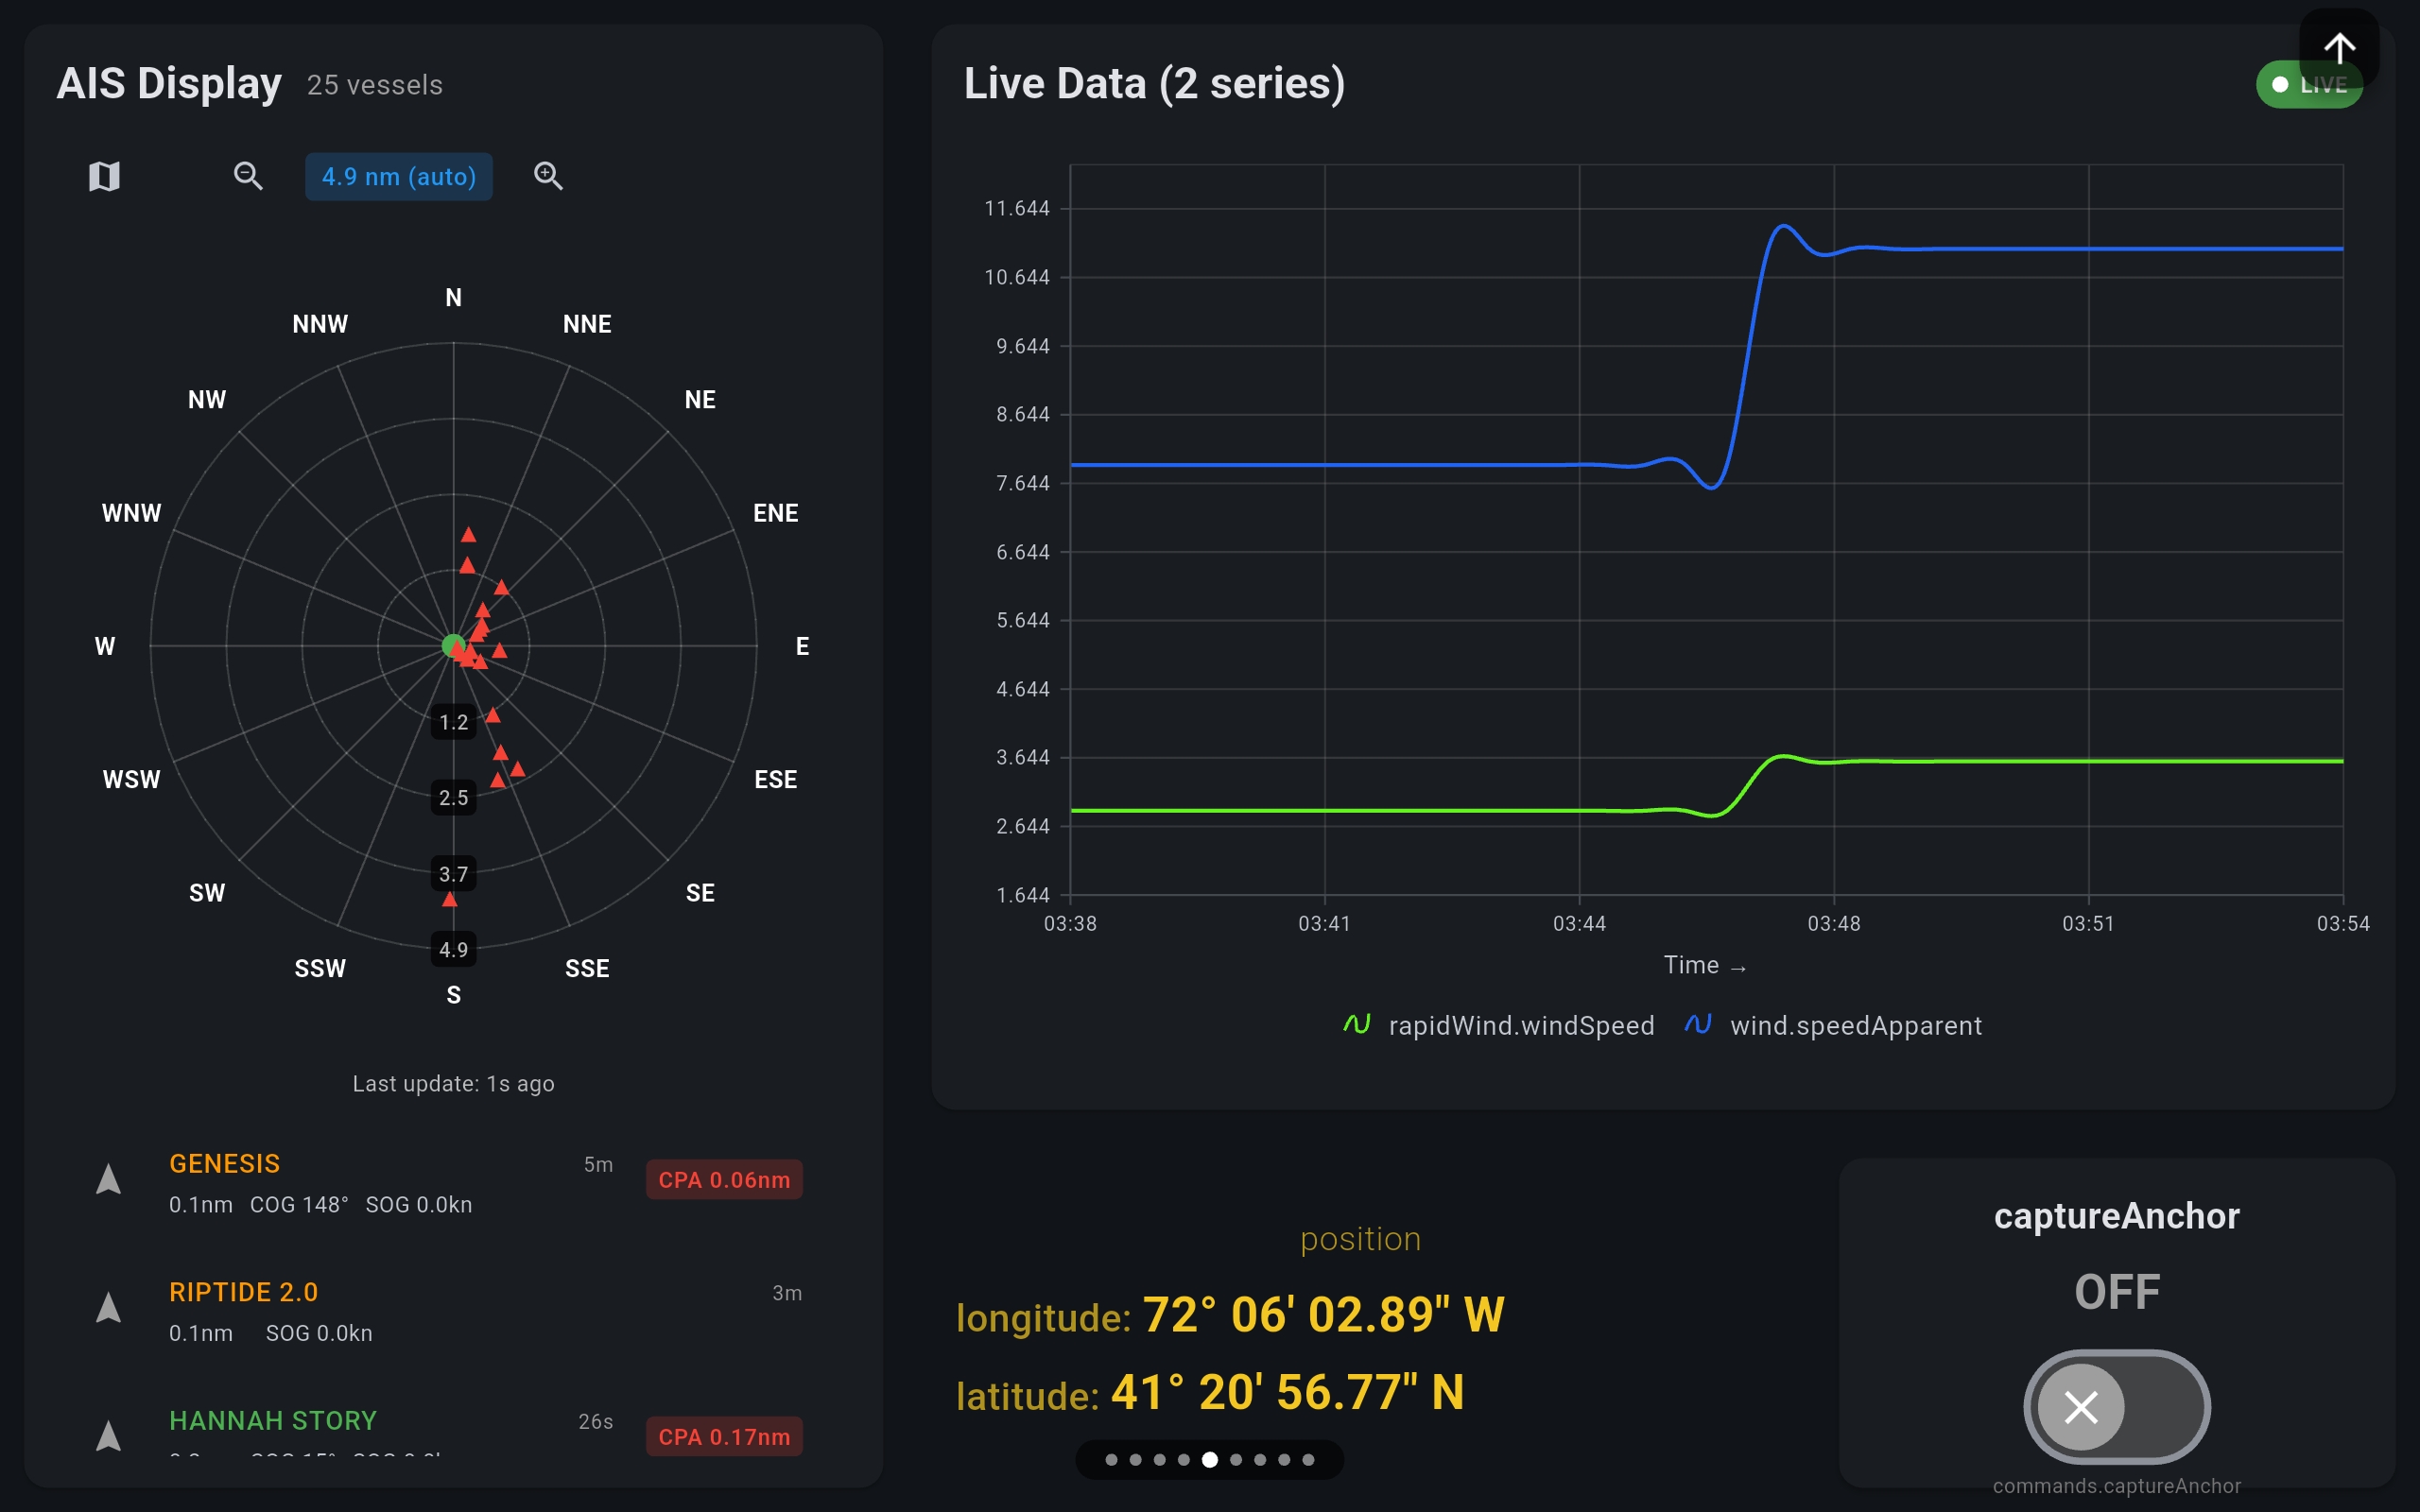 AIS Display 25 vessels
4.9 nm (auto)
N
NNW NNE
NW NE
WNW ENE
W E
1.2
WSW ESE
2.5
3.7
SW SE
4.9
SSW SSE
S
Last update: 1s ago
GENESIS 5m CPA 0.06nm
0.1nm COG 148° SOG 0.0kn
RIPTIDE 2.0 3m
0.1nm SOG 0.0kn
HANNAH STORY 26s CPA 0.17nm
Live Data (2 series)
LIVE
11.644
10.644
9.644
8.644
7.644
6.644
5.644
4.644
3.644
2.644
1.644
03:38 03:41 03:44 03:48 03:51 03:54
Time →
rapidWind.windSpeed wind.speedApparent
position
longitude: 72° 06' 02.89" W
latitude: 41° 20' 56.77" N
captureAnchor
OFF
commands.captureAnchor